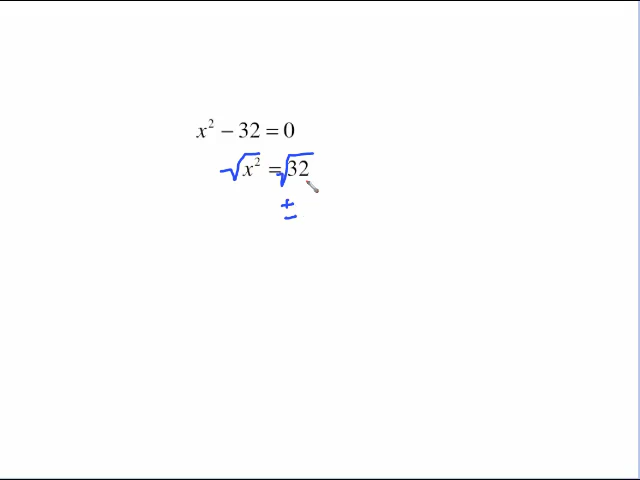 x² − 32 = 0
√x² = √32
±